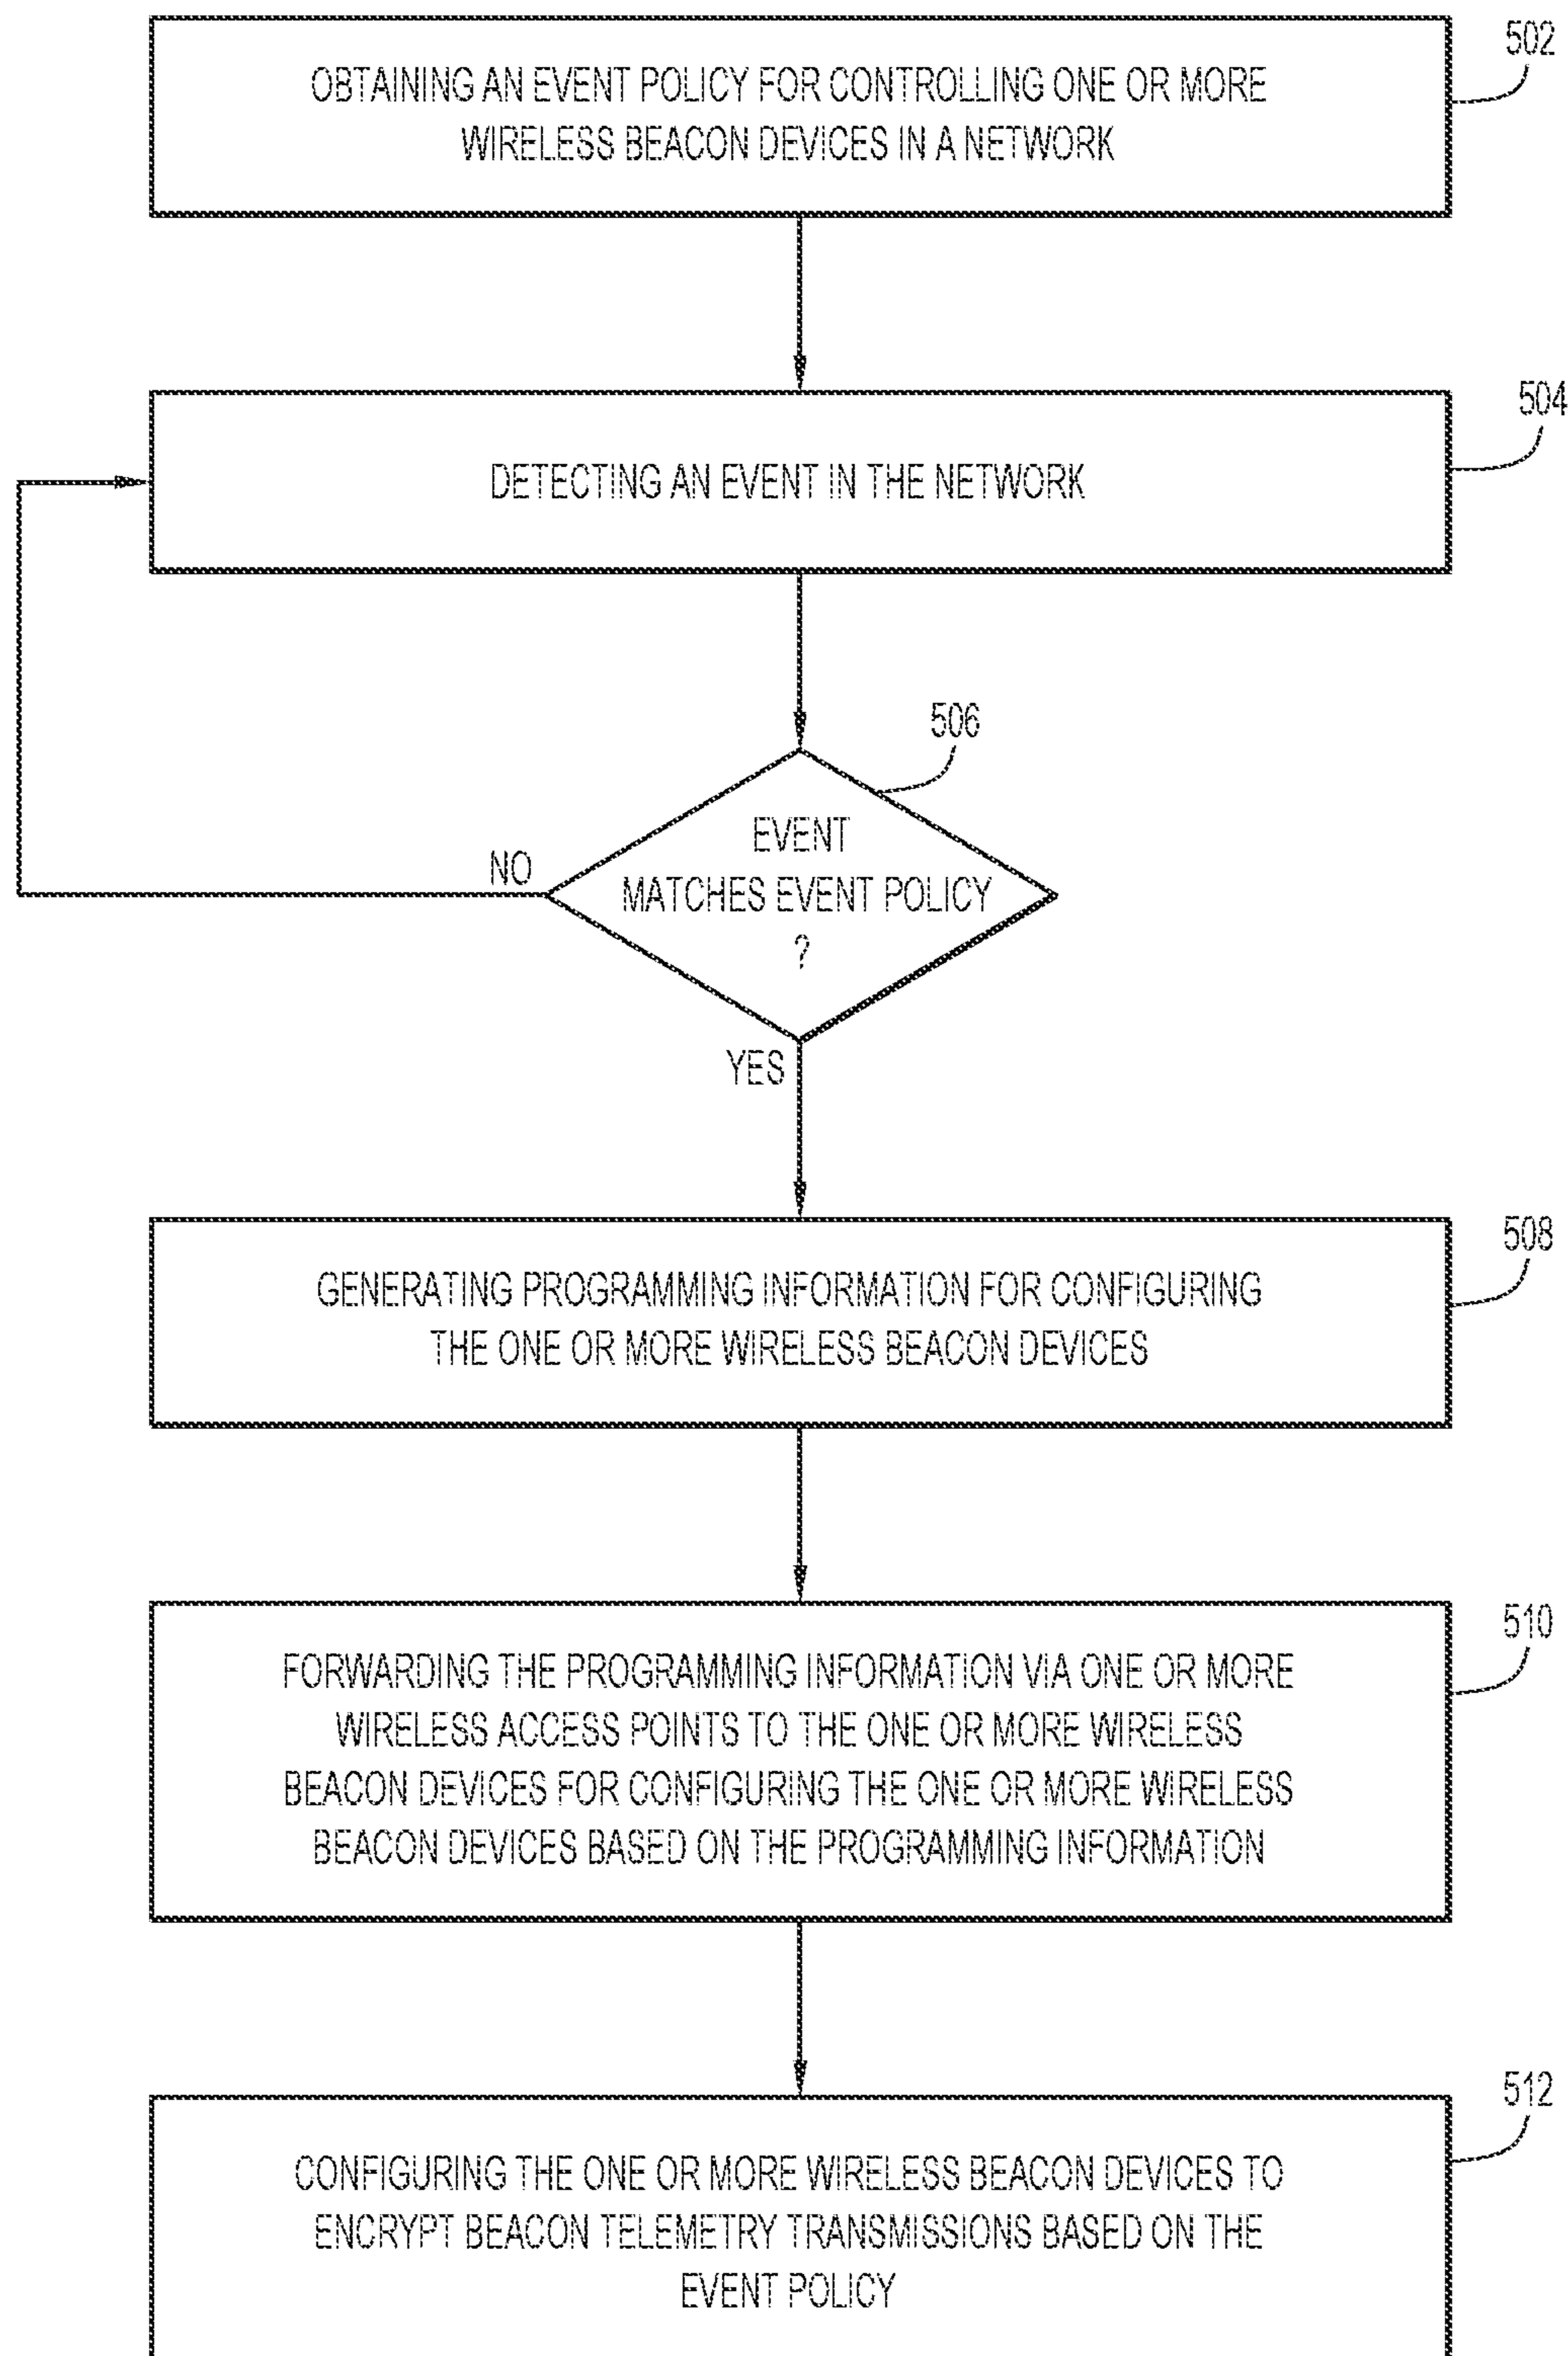 502
OBTAINING AN EVENT POLICY FOR CONTROLLING ONE OR MORE
WIRELESS BEACON DEVICES IN A NETWORK
504
DETECTING AN EVENT IN THE NETWORK
506
EVENT
MATCHES EVENT POLICY
?
NO
YES
508
GENERATING PROGRAMMING INFORMATION FOR CONFIGURING
THE ONE OR MORE WIRELESS BEACON DEVICES
510
FORWARDING THE PROGRAMMING INFORMATION VIA ONE OR MORE
WIRELESS ACCESS POINTS TO THE ONE OR MORE WIRELESS
BEACON DEVICES FOR CONFIGURING THE ONE OR MORE WIRELESS
BEACON DEVICES BASED ON THE PROGRAMMING INFORMATION
512
CONFIGURING THE ONE OR MORE WIRELESS BEACON DEVICES TO
ENCRYPT BEACON TELEMETRY TRANSMISSIONS BASED ON THE
EVENT POLICY